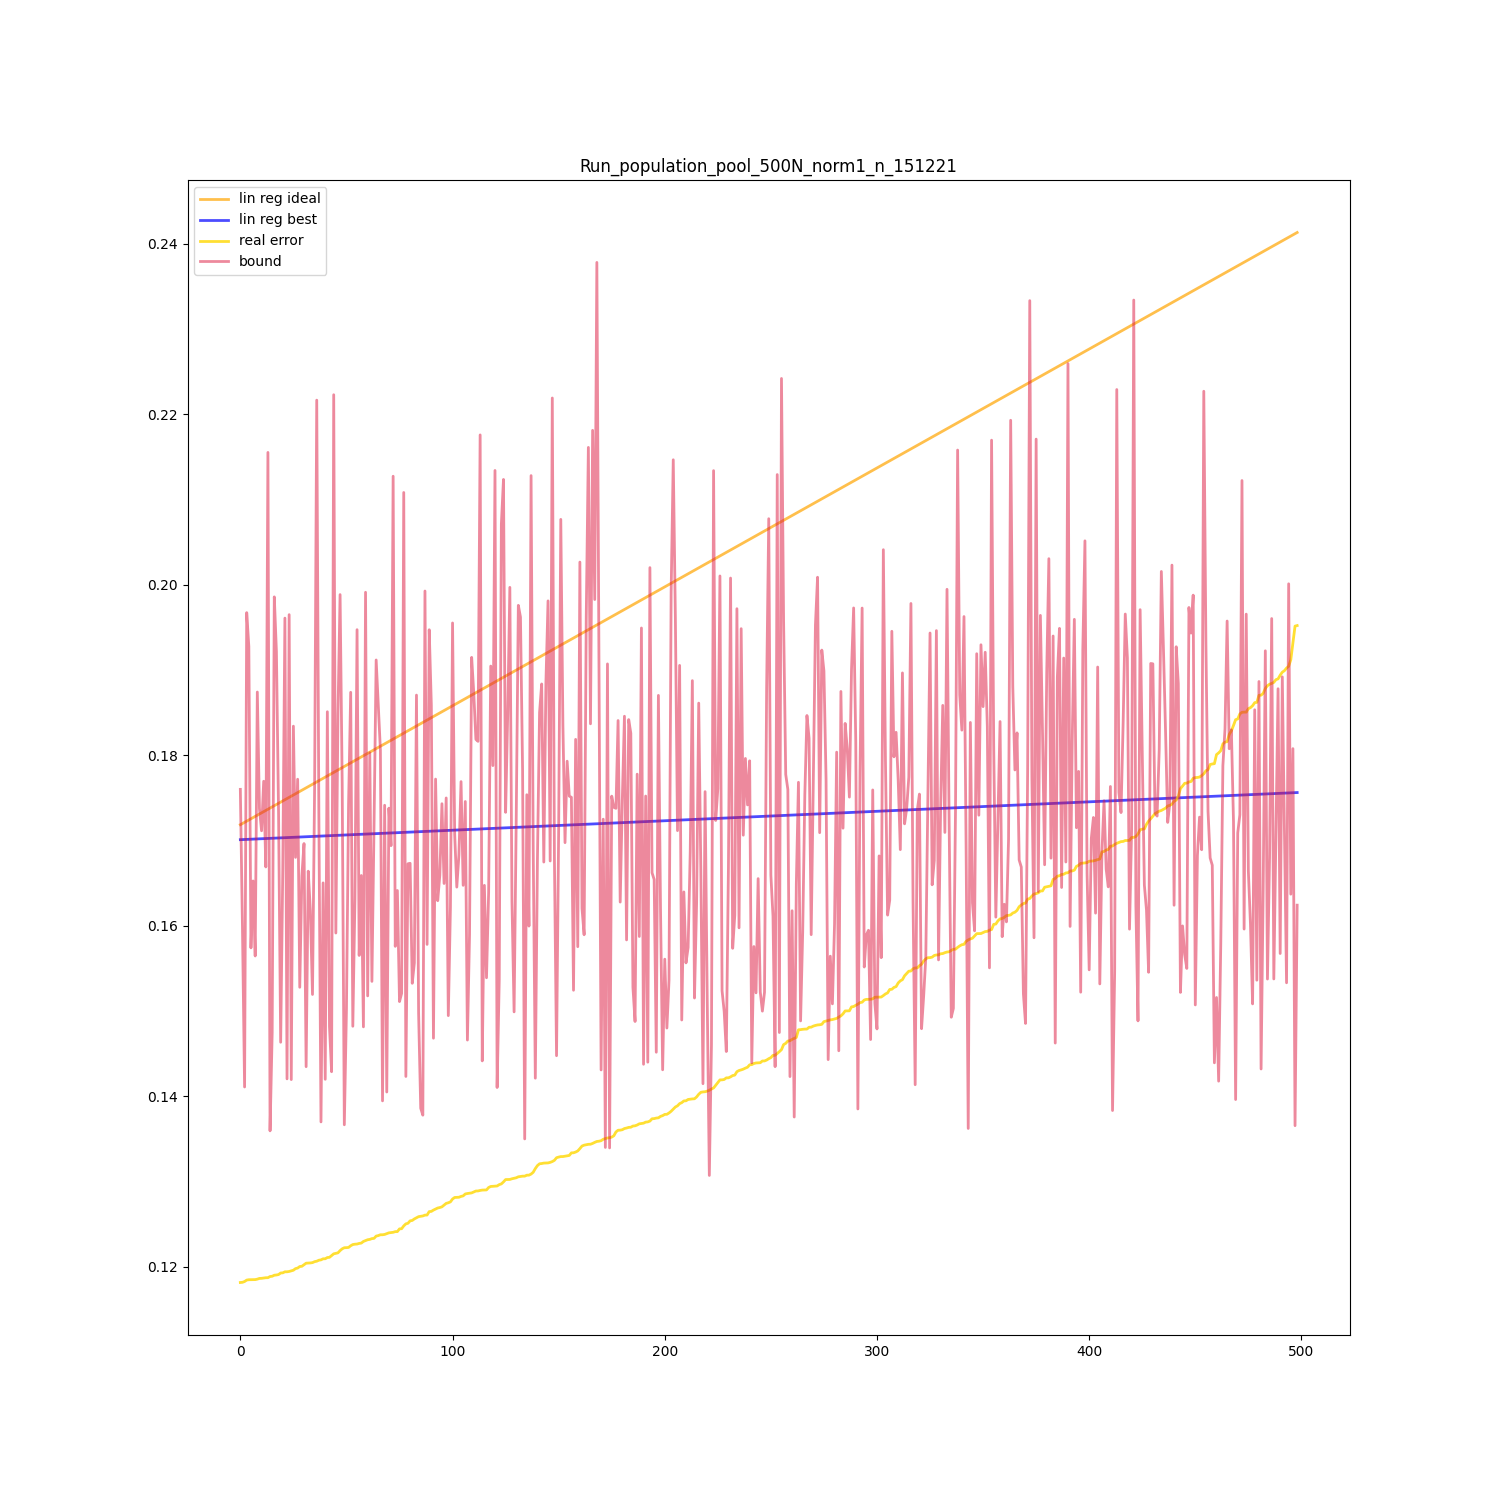 Run_population_pool_500N_norm1_n_151221
lin reg ideal
lin reg best
real error
bound
0.24
0.22
0.20
0.18
0.16
0.14
0.12
0 100 200 300 400 500